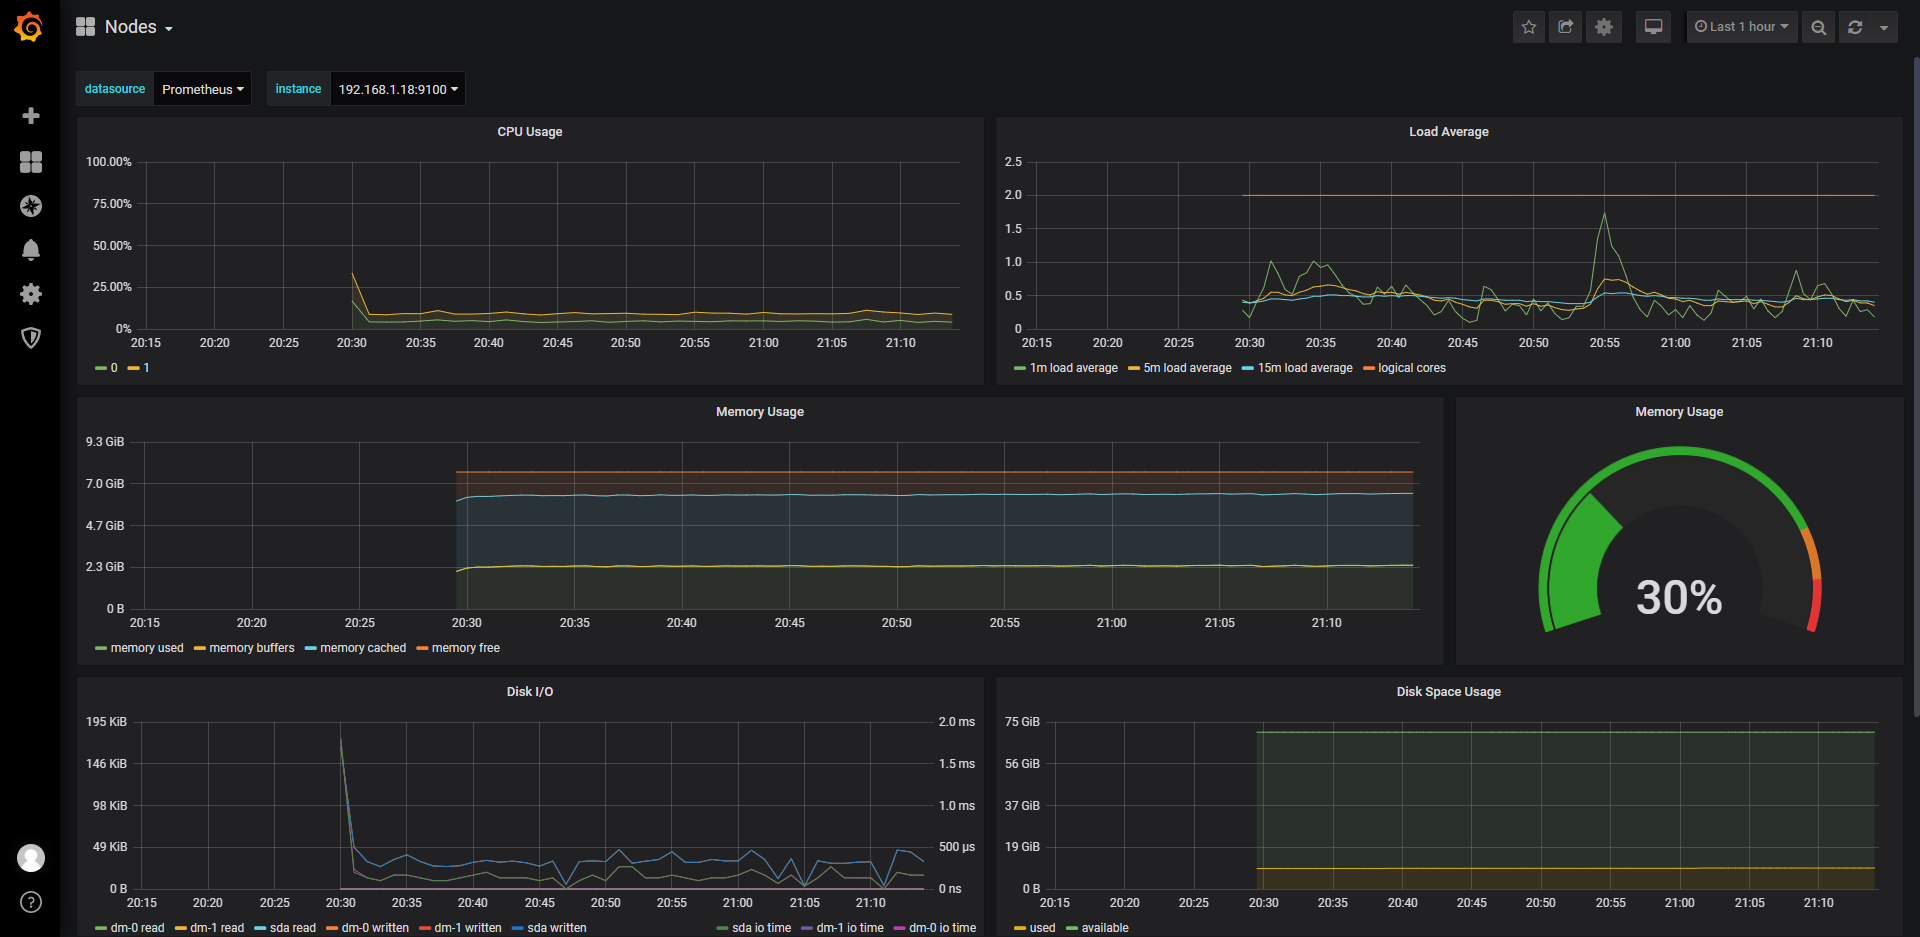 Nodes
Last 1 hour
datasource Prometheus instance 192.168.1.18:9100
CPU Usage
100.00%
75.00%
50.00%
25.00%
0%
20:15 20:20 20:25 20:30 20:35 20:40 20:45 20:50 20:55 21:00 21:05 21:10
0 1
Load Average
2.5
2.0
1.5
1.0
0.5
0
20:15 20:20 20:25 20:30 20:35 20:40 20:45 20:50 20:55 21:00 21:05 21:10
1m load average 5m load average 15m load average logical cores
Memory Usage
9.3 GiB
7.0 GiB
4.7 GiB
2.3 GiB
0 B
20:15 20:20 20:25 20:30 20:35 20:40 20:45 20:50 20:55 21:00 21:05 21:10
memory used memory buffers memory cached memory free
Memory Usage
30%
Disk I/O
195 KiB 2.0 ms
146 KiB 1.5 ms
98 KiB 1.0 ms
49 KiB 500 µs
0 B 0 ns
20:15 20:20 20:25 20:30 20:35 20:40 20:45 20:50 20:55 21:00 21:05 21:10
dm-0 read dm-1 read sda read dm-0 written dm-1 written sda written sda io time dm-1 io time dm-0 io time
Disk Space Usage
75 GiB
56 GiB
37 GiB
19 GiB
0 B
20:15 20:20 20:25 20:30 20:35 20:40 20:45 20:50 20:55 21:00 21:05 21:10
used available